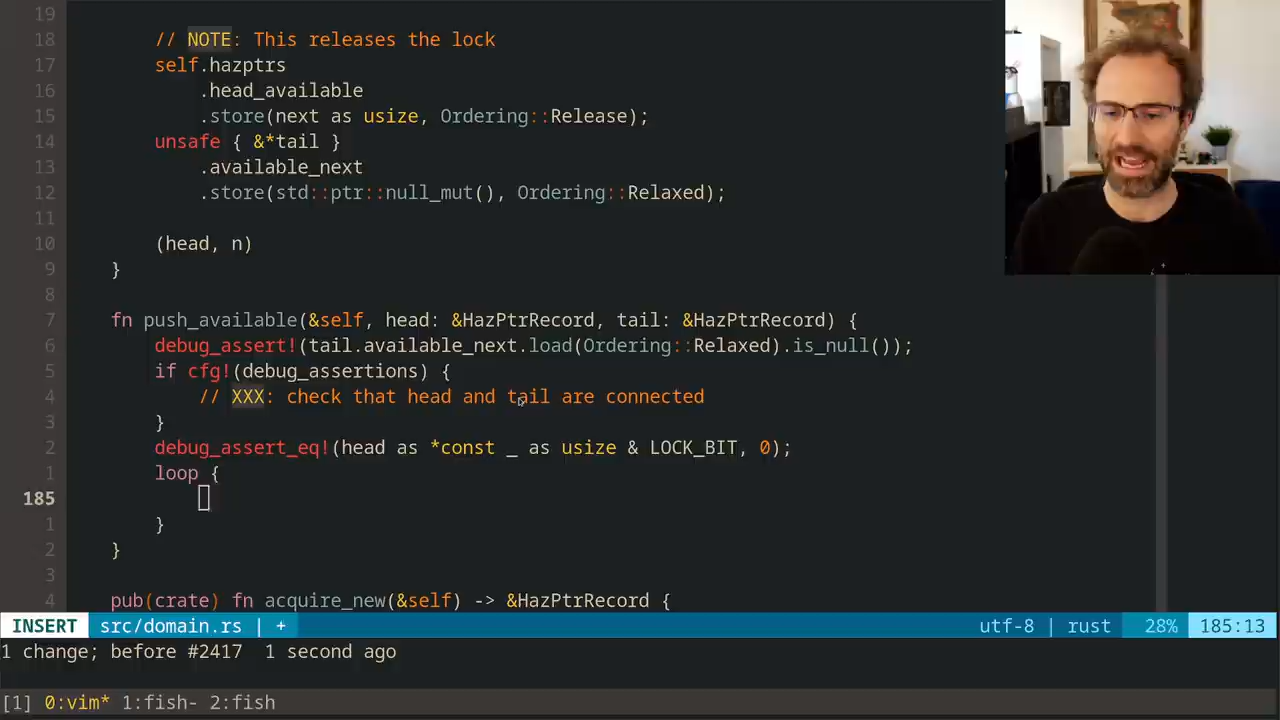 19
18 // NOTE: This releases the lock
17 self.hazptrs
16 .head_available
15 .store(next as usize, Ordering::Release);
14 unsafe { &*tail }
13 .available_next
12 .store(std::ptr::null_mut(), Ordering::Relaxed);
11
10 (head, n)
9 }
8
7 fn push_available(&self, head: &HazPtrRecord, tail: &HazPtrRecord) {
6 debug_assert!(tail.available_next.load(Ordering::Relaxed).is_null());
5 if cfg!(debug_assertions) {
4 // XXX: check that head and tail are connected
3 }
2 debug_assert_eq!(head as *const _ as usize & LOCK_BIT, 0);
1 loop {
185
1 }
2 }
3
4 pub(crate) fn acquire_new(&self) -> &HazPtrRecord {
INSERT src/domain.rs | + utf-8 | rust 28% 185:13
1 change; before #2417 1 second ago
[1] 0:vim* 1:fish- 2:fish